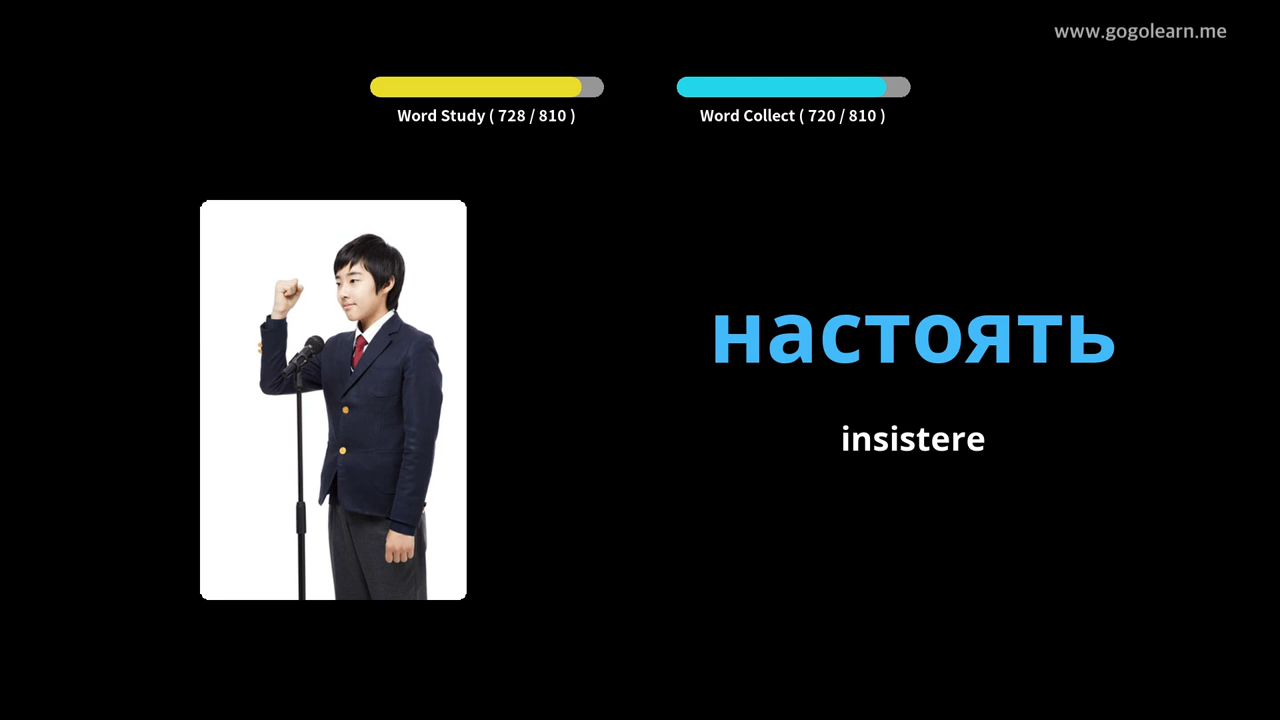 www.gogolearn.me
Word Study ( 728 / 810 )
Word Collect ( 720 / 810 )
настоять
insistere